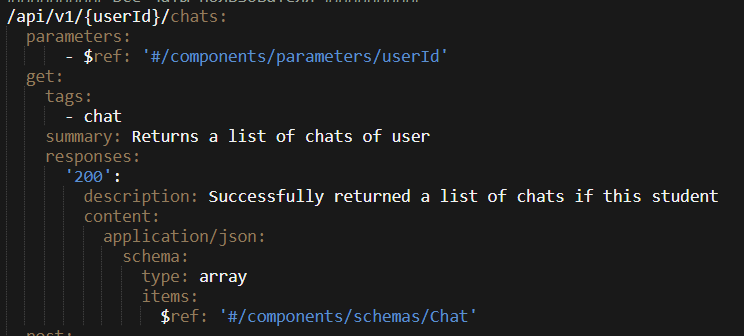 /api/v1/{userId}/chats:
parameters:
- $ref: '#/components/parameters/userId'
get:
tags:
- chat
summary: Returns a list of chats of user
responses:
'200':
description: Successfully returned a list of chats if this student
content:
application/json:
schema:
type: array
items:
$ref: '#/components/schemas/Chat'
post: